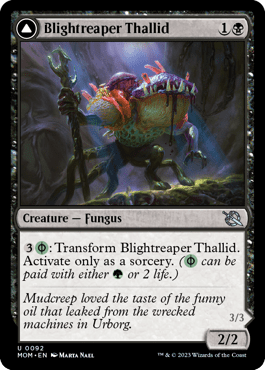 Blightreaper Thallid 1
Creature — Fungus
3 : Transform Blightreaper Thallid.
Activate only as a sorcery. ( can be
paid with either or 2 life.)
Mudcreep loved the taste of the funny
oil that leaked from the wrecked
machines in Urborg.
3/3
2/2
U 0092
MOM • EN Marta Nael
™ & © 2023 Wizards of the Coast